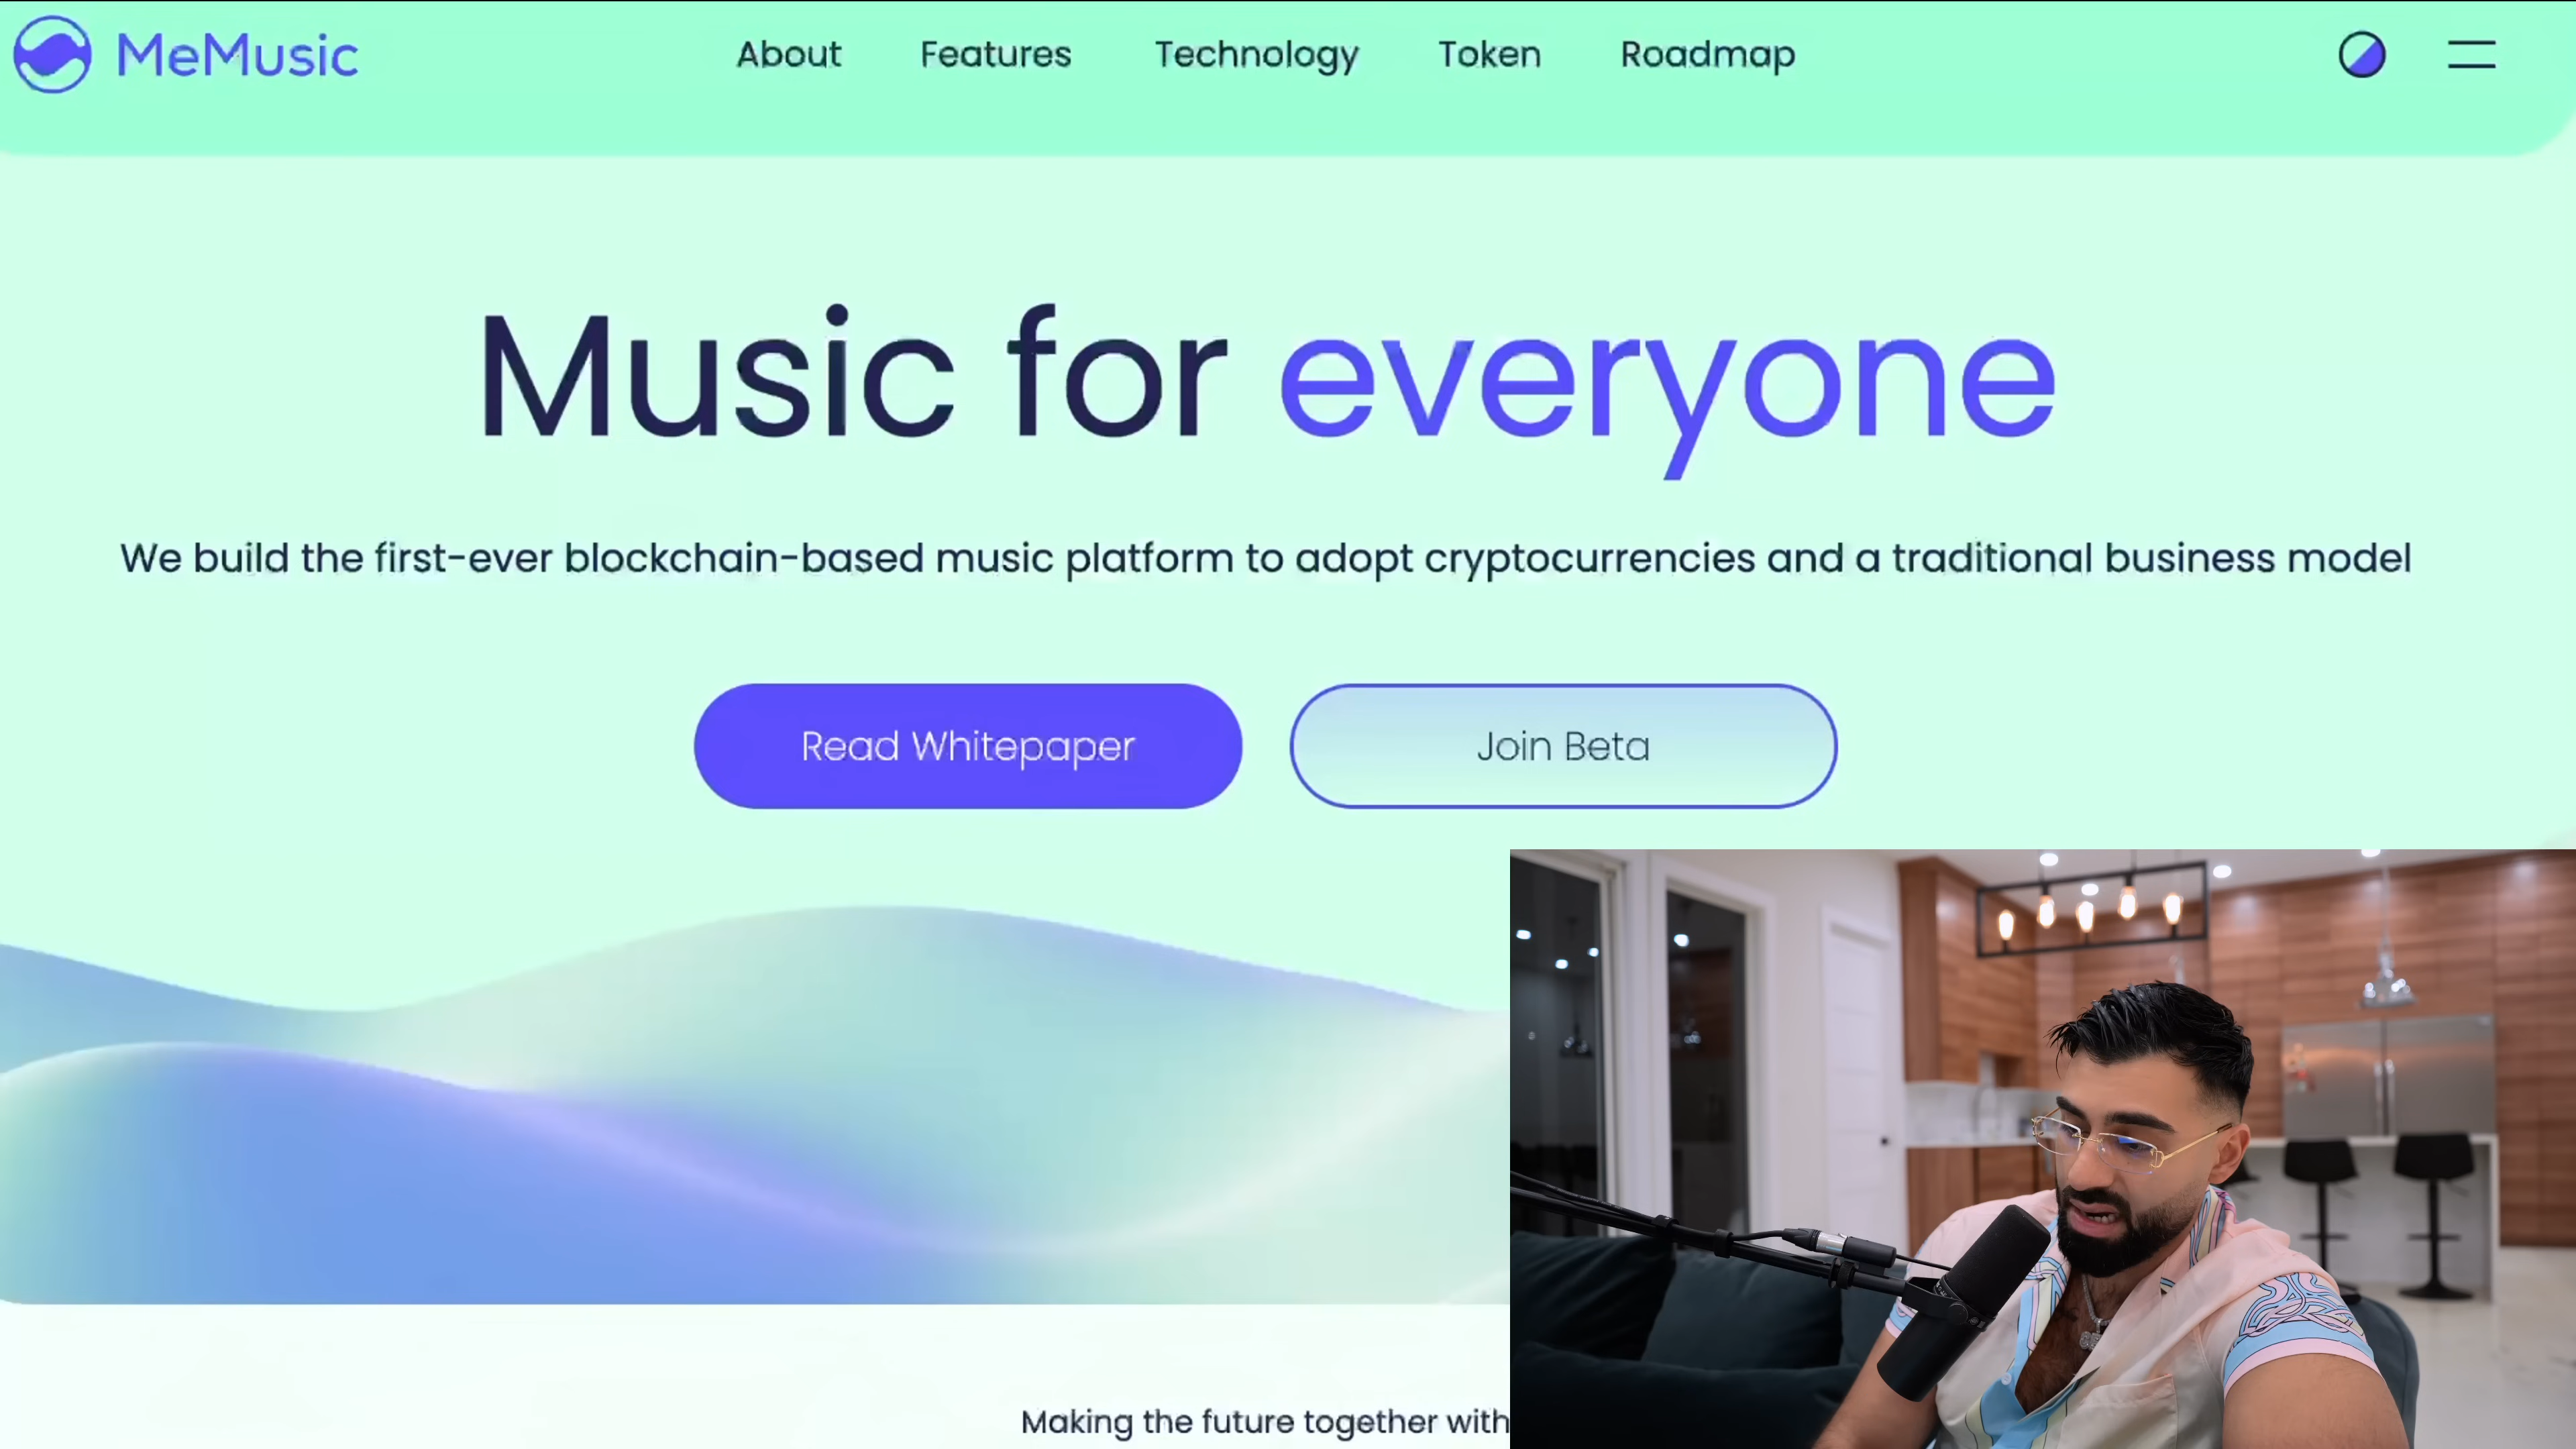 MeMusic
About Features Technology Token Roadmap
Music for everyone
We build the first-ever blockchain-based music platform to adopt cryptocurrencies and a traditional business model
Read Whitepaper
Join Beta
Making the future together with